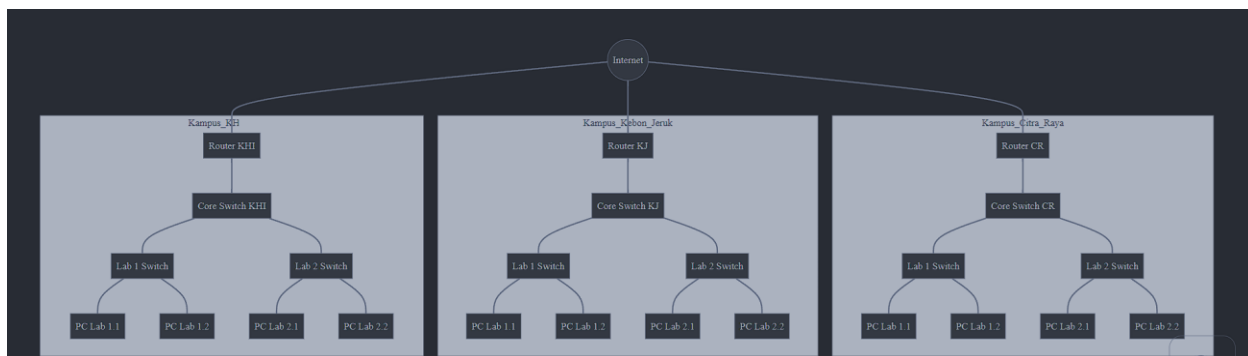 Internet
Kampus_KH
Kampus_Kebon_Jeruk
Kampus_Citra_Raya
Router KHI
Router KJ
Router CR
Core Switch KHI
Core Switch KJ
Core Switch CR
Lab 1 Switch
Lab 2 Switch
Lab 1 Switch
Lab 2 Switch
Lab 1 Switch
Lab 2 Switch
PC Lab 1.1
PC Lab 1.2
PC Lab 2.1
PC Lab 2.2
PC Lab 1.1
PC Lab 1.2
PC Lab 2.1
PC Lab 2.2
PC Lab 1.1
PC Lab 1.2
PC Lab 2.1
PC Lab 2.2